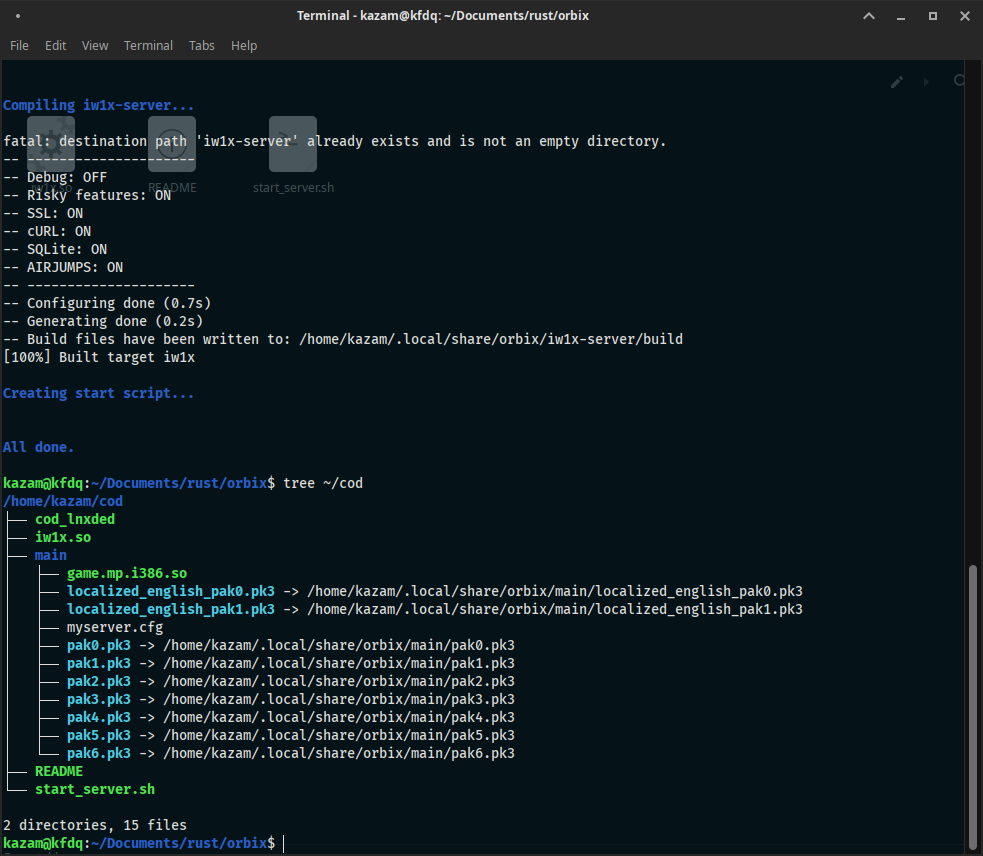 Terminal - kazam@kfdq: ~/Documents/rust/orbix
File Edit View Terminal Tabs Help
Compiling iw1x-server...
fatal: destination path 'iw1x-server' already exists and is not an empty directory.
-- ---------------------
-- Debug: OFF
iw1x.so README start_server.sh
-- Risky features: ON
-- SSL: ON
-- cURL: ON
-- SQLite: ON
-- AIRJUMPS: ON
-- ---------------------
-- Configuring done (0.7s)
-- Generating done (0.2s)
-- Build files have been written to: /home/kazam/.local/share/orbix/iw1x-server/build
[100%] Built target iw1x
Creating start script...
All done.
kazam@kfdq:~/Documents/rust/orbix$ tree ~/cod
/home/kazam/cod
├── cod_lnxded
├── iw1x.so
├── main
│   ├── game.mp.i386.so
│   ├── localized_english_pak0.pk3 -> /home/kazam/.local/share/orbix/main/localized_english_pak0.pk3
│   ├── localized_english_pak1.pk3 -> /home/kazam/.local/share/orbix/main/localized_english_pak1.pk3
│   ├── myserver.cfg
│   ├── pak0.pk3 -> /home/kazam/.local/share/orbix/main/pak0.pk3
│   ├── pak1.pk3 -> /home/kazam/.local/share/orbix/main/pak1.pk3
│   ├── pak2.pk3 -> /home/kazam/.local/share/orbix/main/pak2.pk3
│   ├── pak3.pk3 -> /home/kazam/.local/share/orbix/main/pak3.pk3
│   ├── pak4.pk3 -> /home/kazam/.local/share/orbix/main/pak4.pk3
│   ├── pak5.pk3 -> /home/kazam/.local/share/orbix/main/pak5.pk3
│   └── pak6.pk3 -> /home/kazam/.local/share/orbix/main/pak6.pk3
├── README
└── start_server.sh
2 directories, 15 files
kazam@kfdq:~/Documents/rust/orbix$